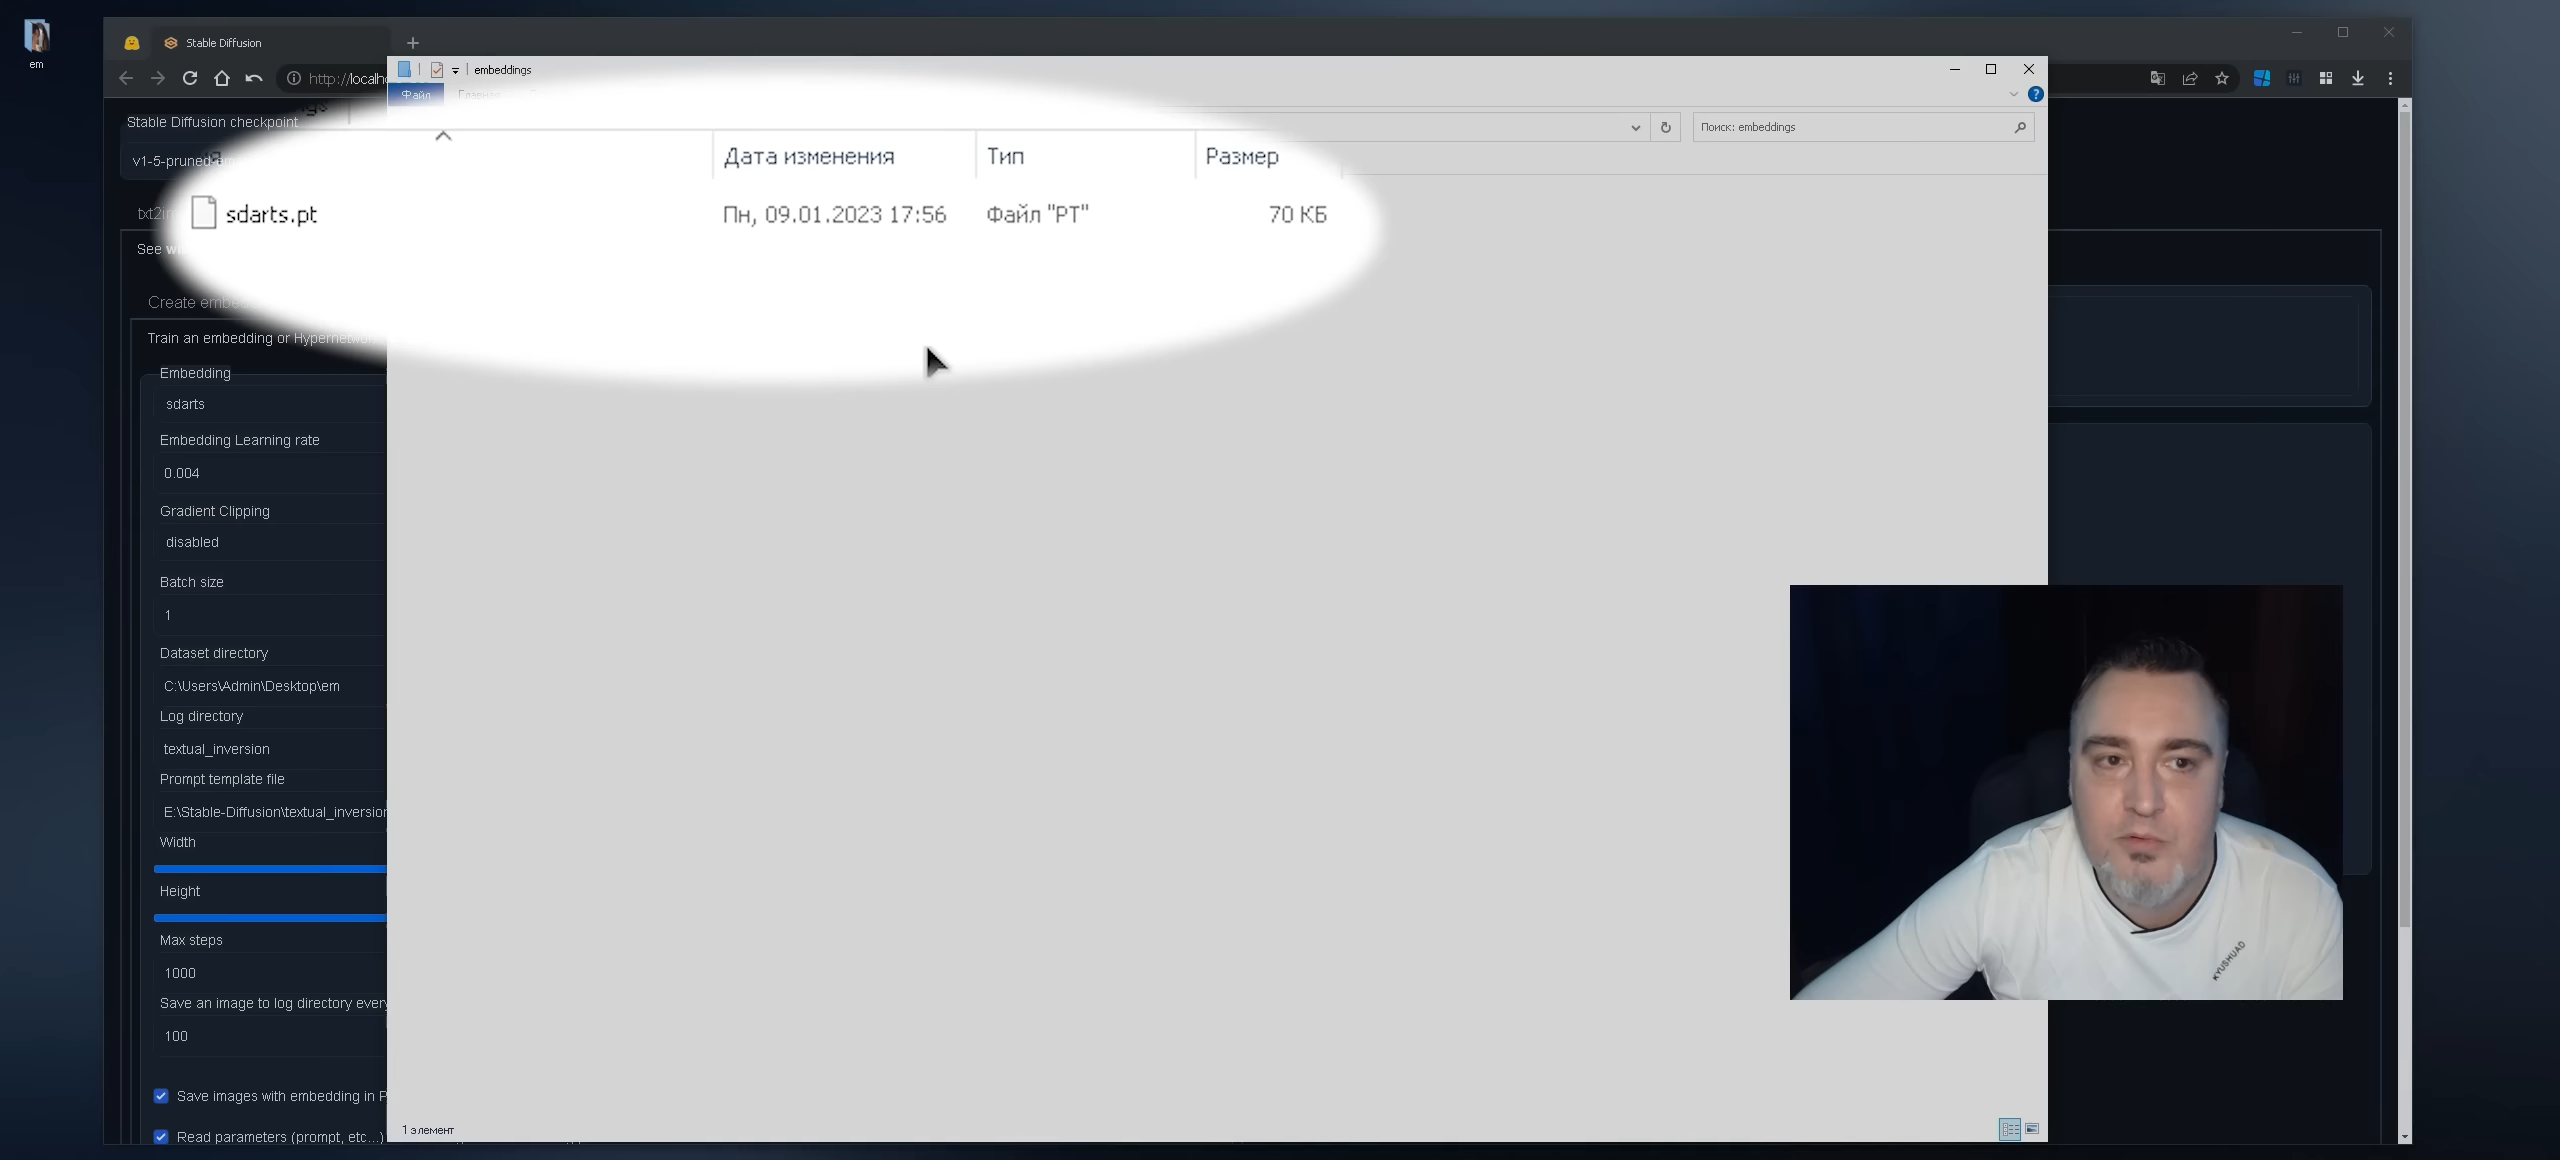 em
Stable Diffusion
embeddings
http://localh
Файл
Stable Diffusion checkpoint
Поиск: embeddings
v1-5-pruned-em
Дата изменения
Тип
Размер
sdarts.pt
Пн, 09.01.2023 17:56
Файл "PT"
70 КБ
See w
Create embe
Train an embedding or Hypernetwor
Embedding
sdarts
Embedding Learning rate
0.004
Gradient Clipping
disabled
Batch size
1
Dataset directory
C:\Users\Admin\Desktop\em
Log directory
textual_inversion
Prompt template file
E:\Stable-Diffusion\textual_inversion
Width
Height
Max steps
1000
Save an image to log directory every
100
Save images with embedding in P
Read parameters (prompt, etc...)
1 элемент
KYUSHUAD